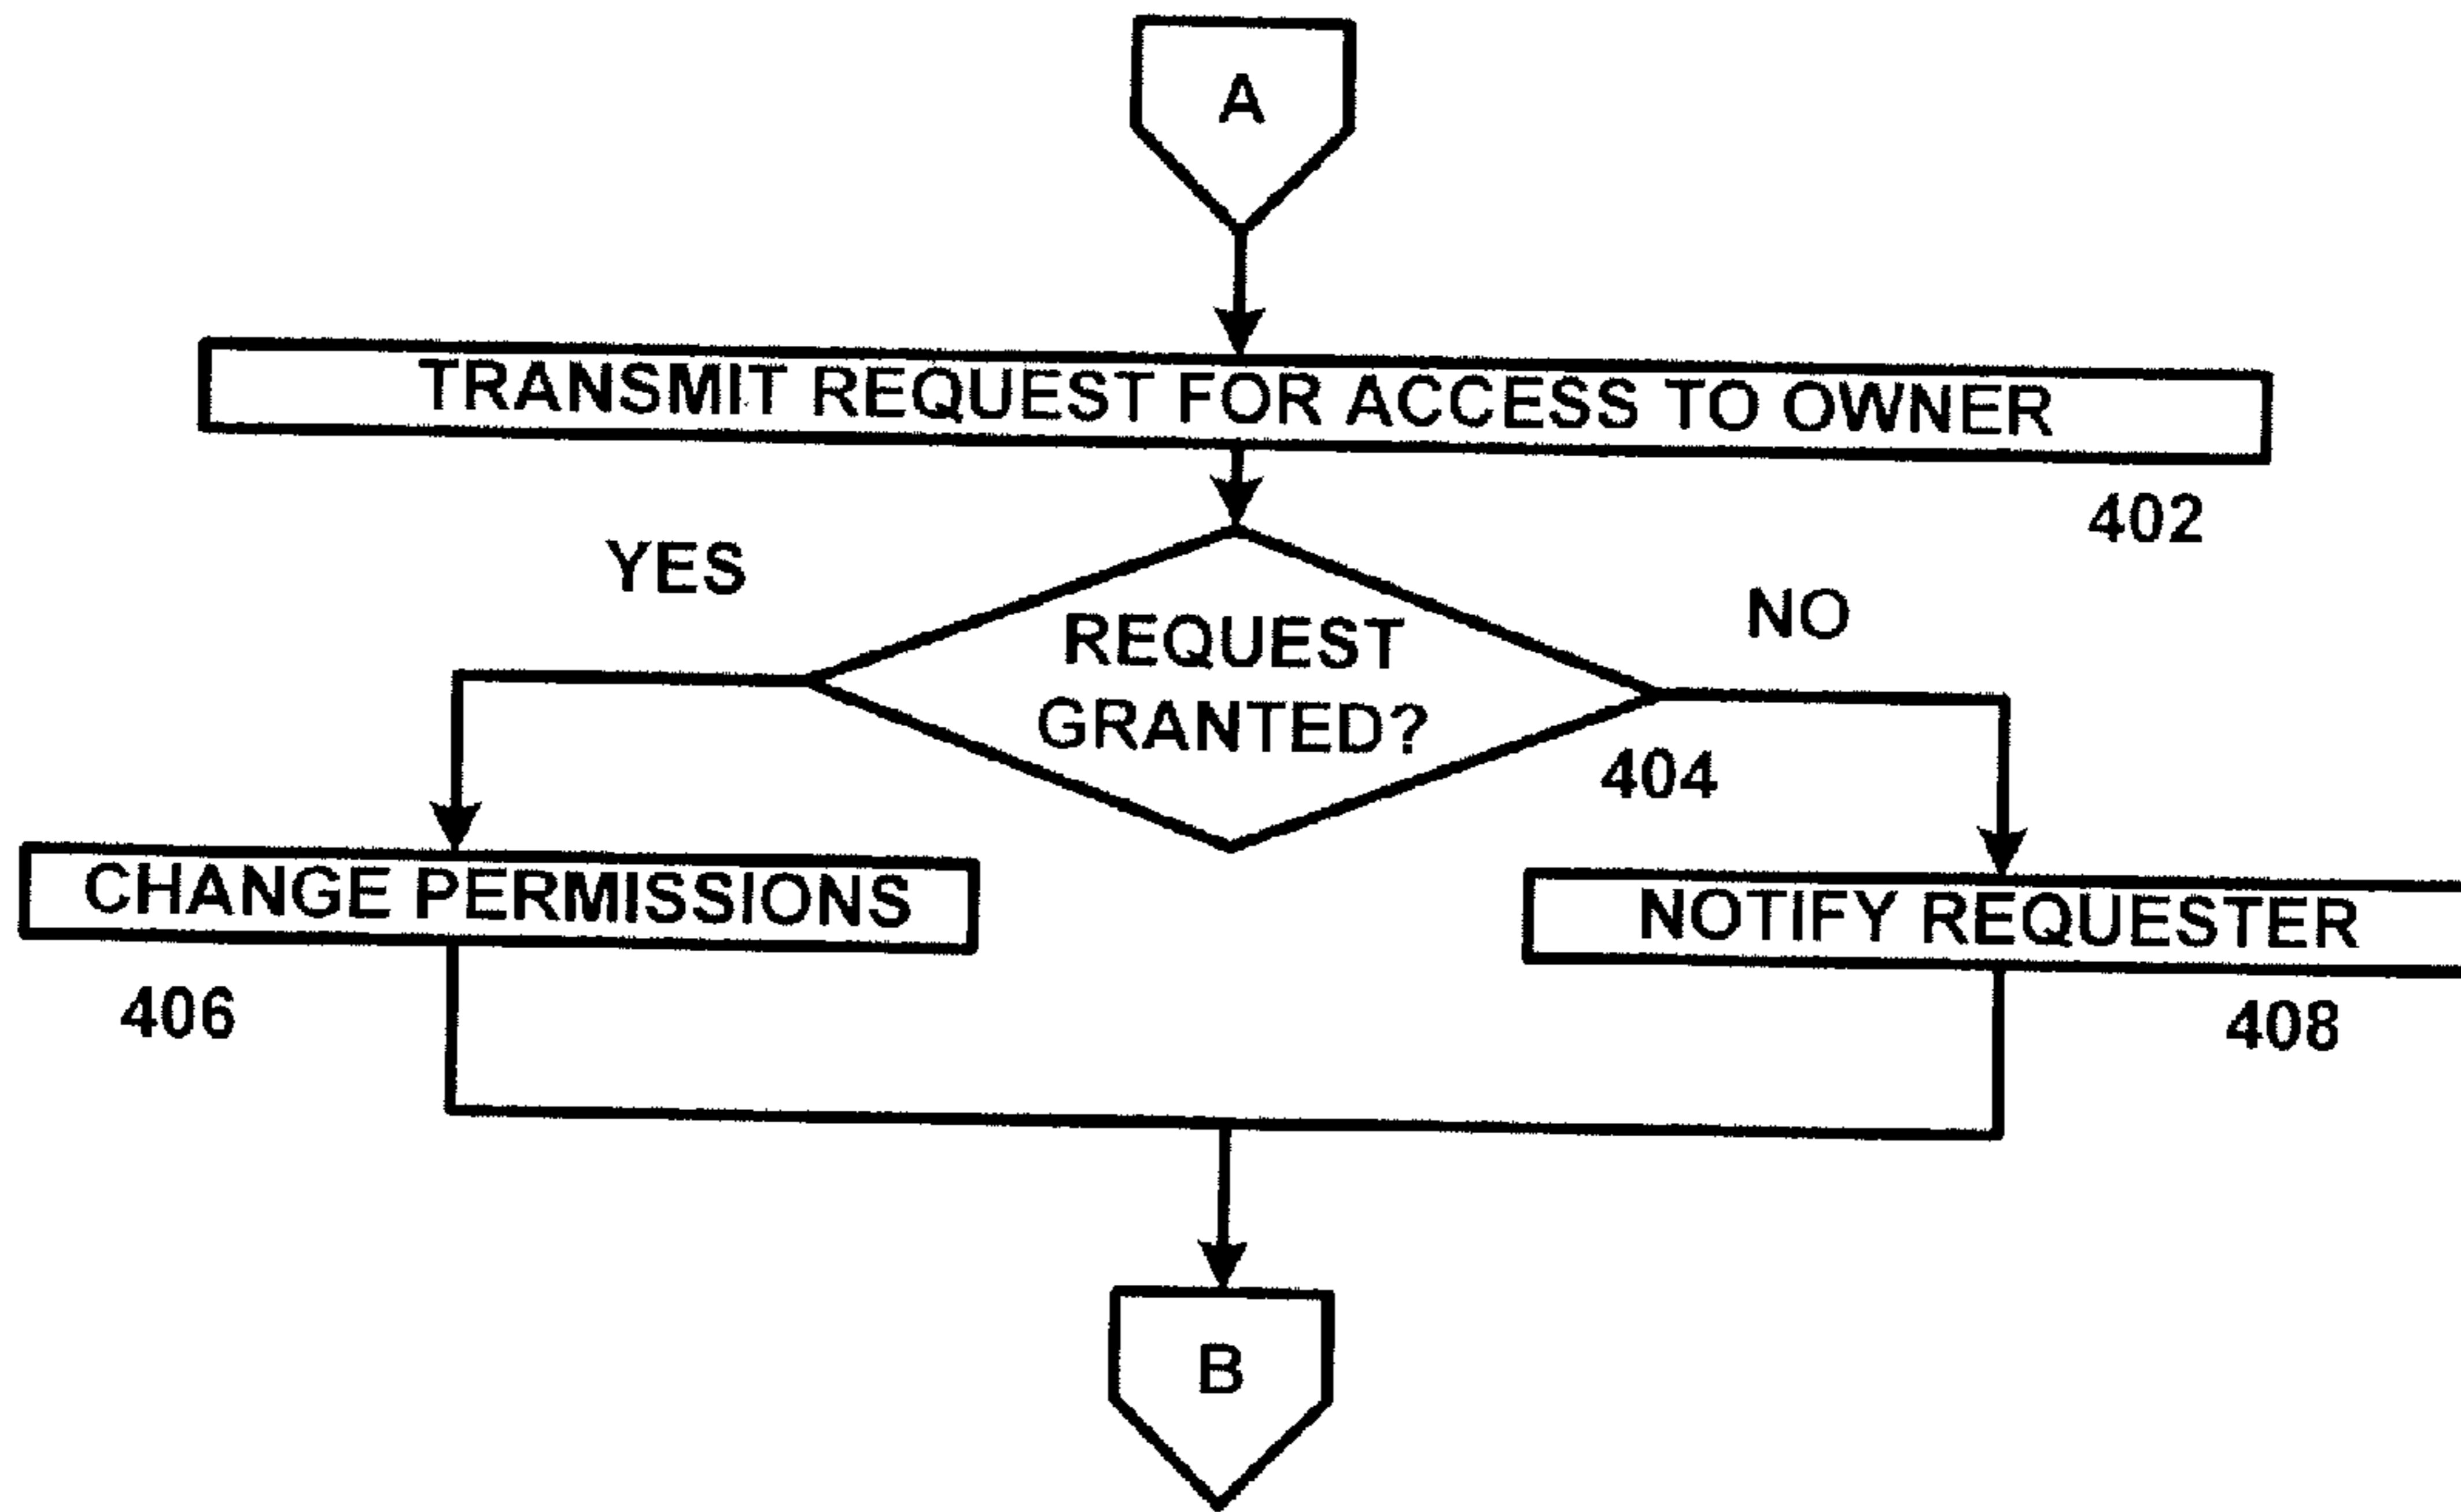 A
TRANSMIT REQUEST FOR ACCESS TO OWNER
402
YES
NO
REQUEST
GRANTED?
404
CHANGE PERMISSIONS
NOTIFY REQUESTER
406
408
B